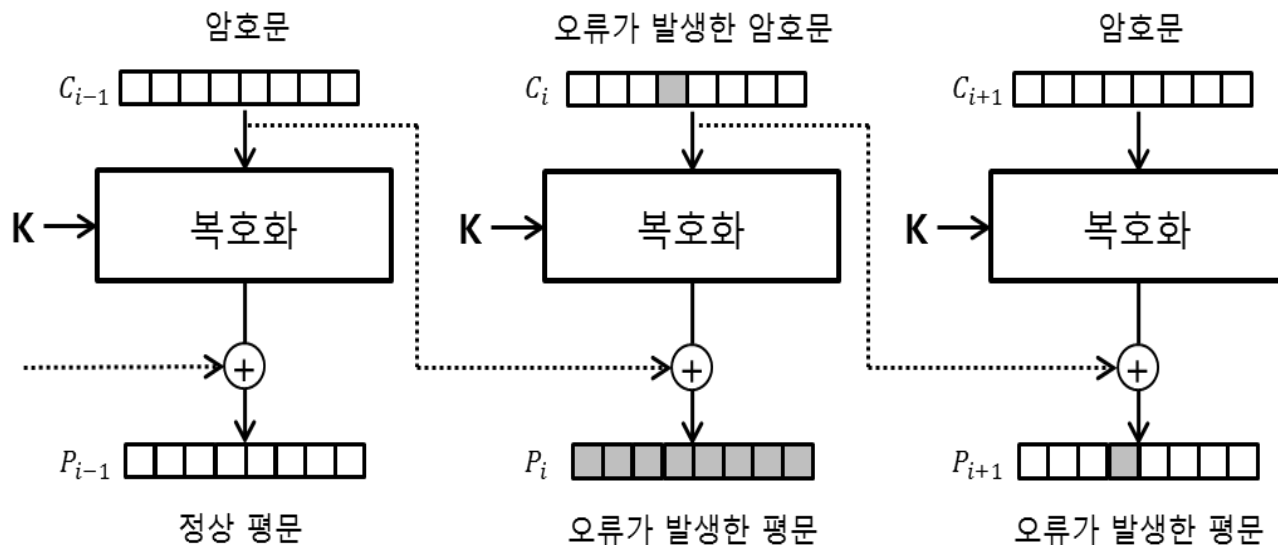 암호문
오류가 발생한 암호문
암호문
C_{i-1}
C_i
C_{i+1}
K
복호화
K
복호화
K
복호화
+
+
+
P_{i-1}
P_i
P_{i+1}
정상 평문
오류가 발생한 평문
오류가 발생한 평문